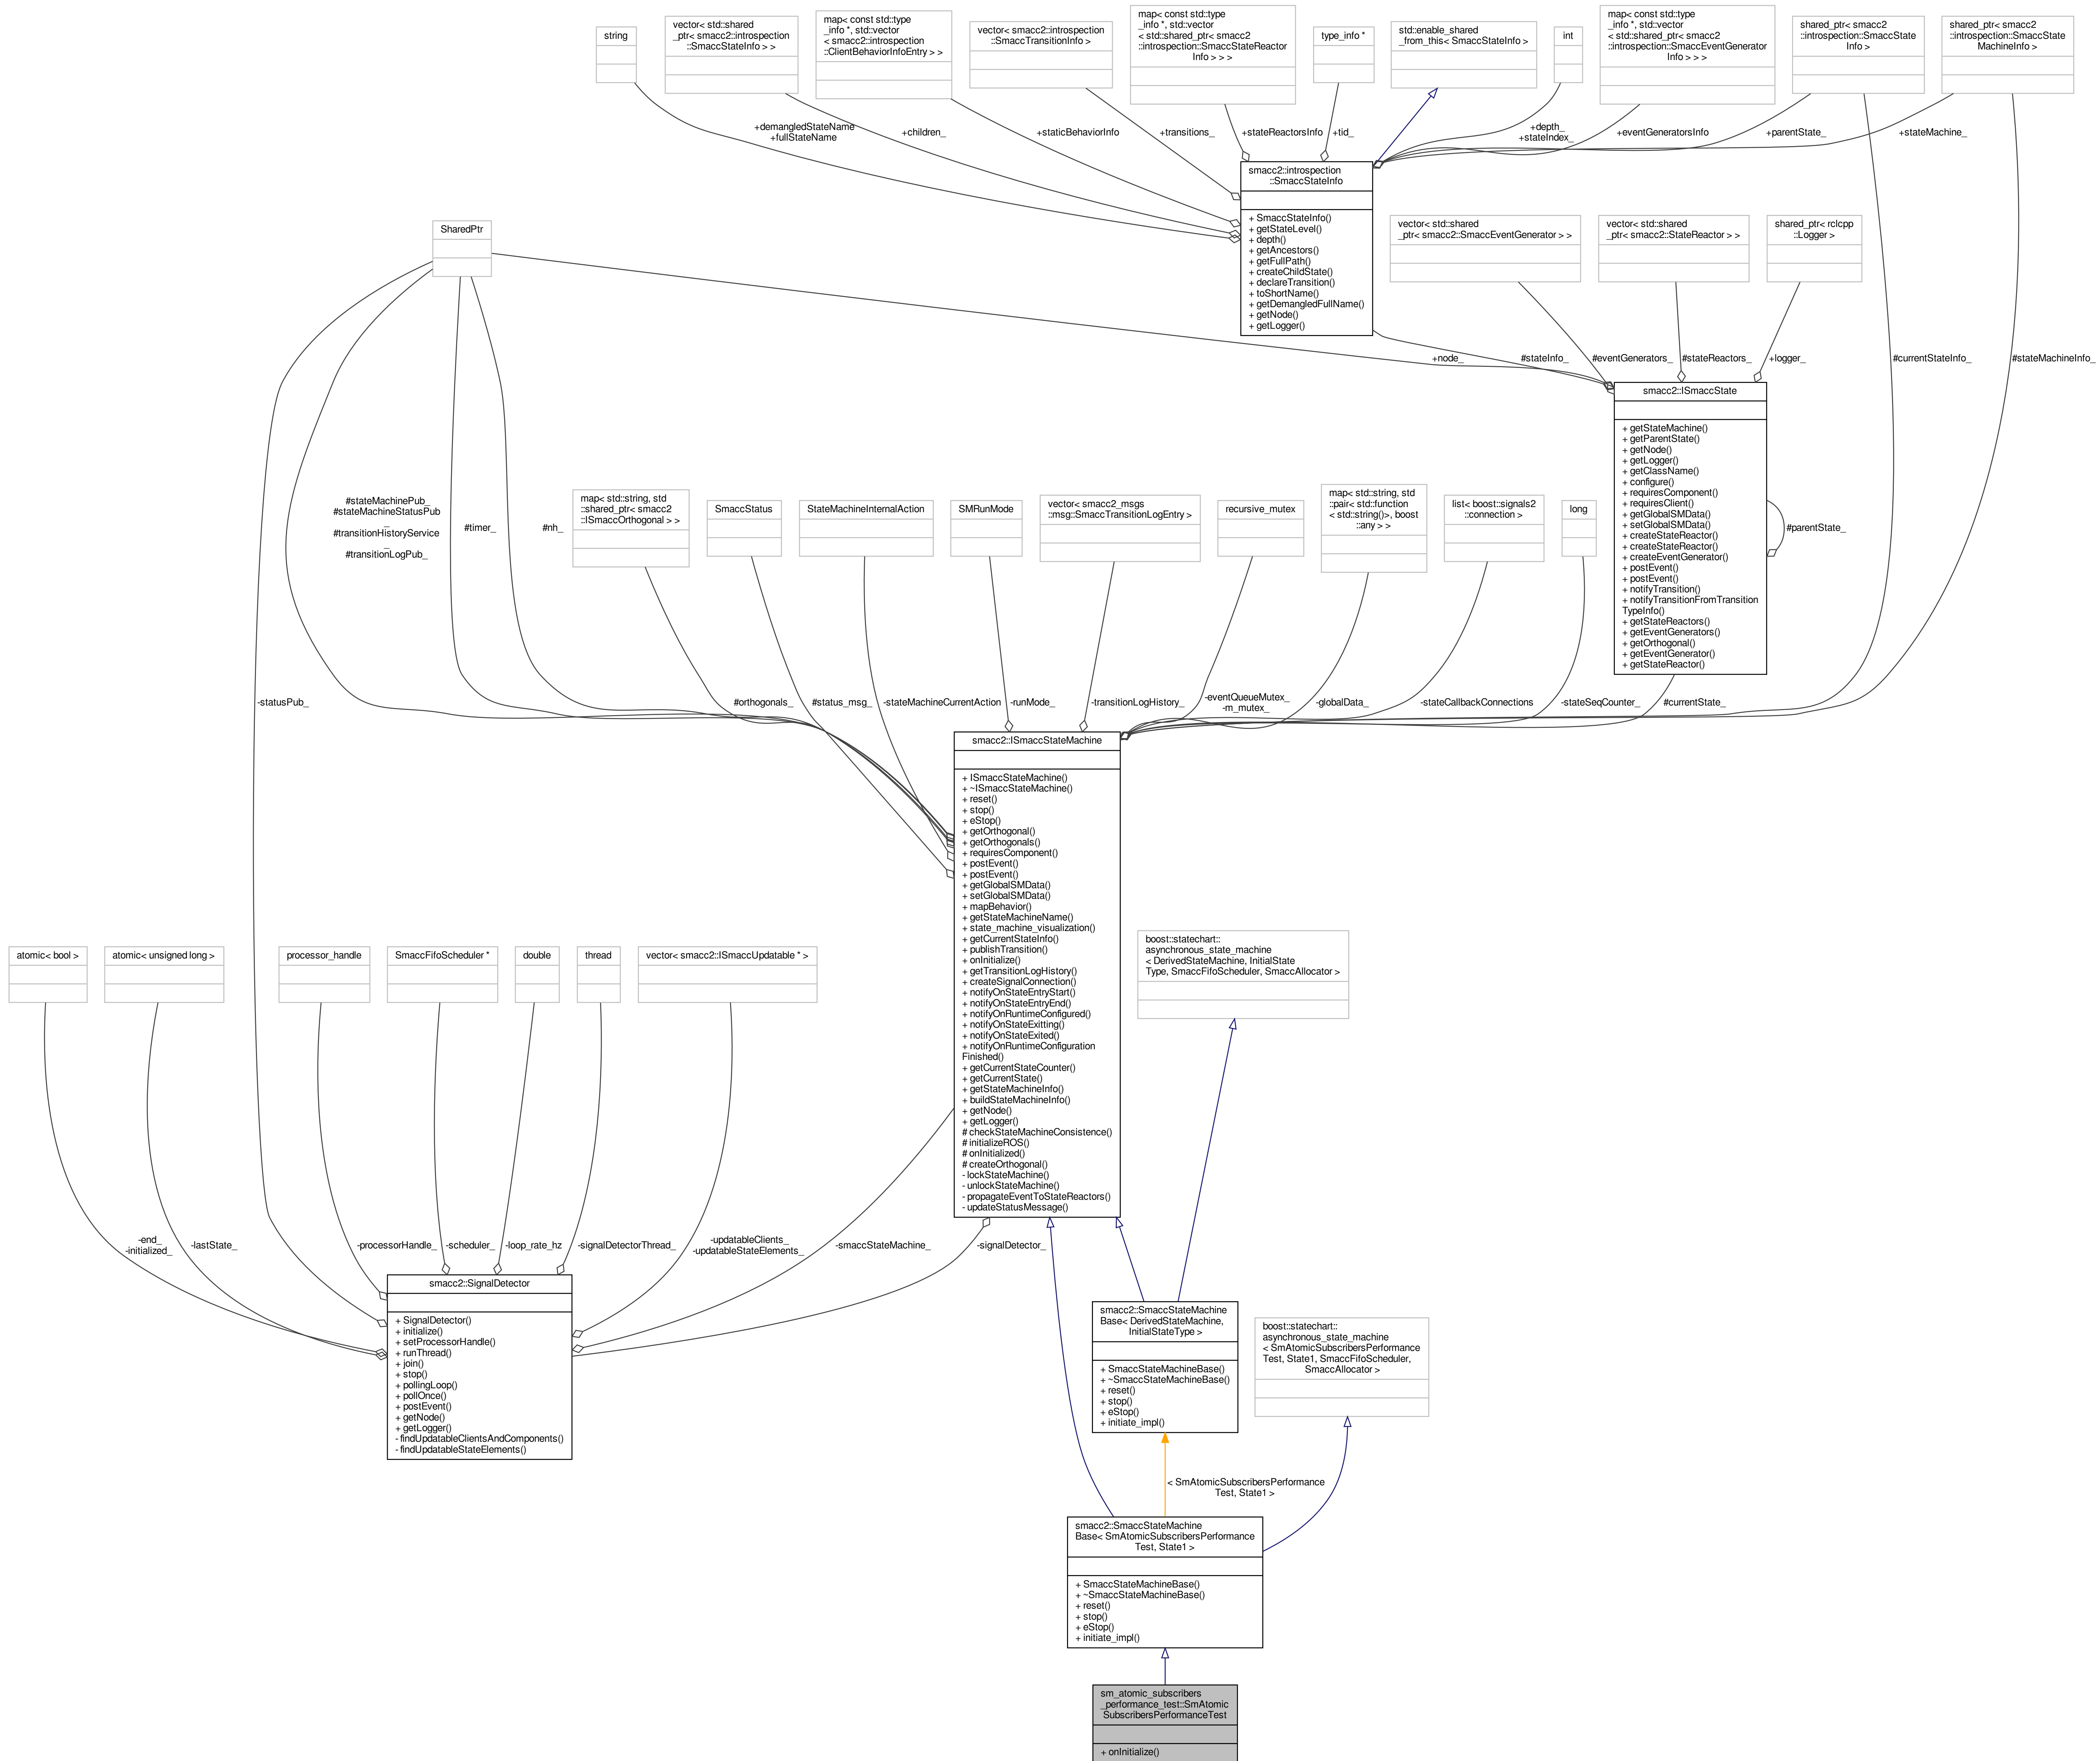 string
vector< std::shared
_ptr< smacc2::introspection
::SmaccStateInfo > >
map< const std::type
_info *, std::vector
< smacc2::introspection
::ClientBehaviorInfoEntry > >
vector< smacc2::introspection
::SmaccTransitionInfo >
map< const std::type
_info *, std::vector
< std::shared_ptr< smacc2
::introspection::SmaccStateReactor
Info > > >
type_info *
std::enable_shared
_from_this< SmaccStateInfo >
int
map< const std::type
_info *, std::vector
< std::shared_ptr< smacc2
::introspection::SmaccEventGenerator
Info > > >
shared_ptr< smacc2
::introspection::SmaccState
Info >
shared_ptr< smacc2
::introspection::SmaccState
MachineInfo >
+demangledStateName
+fullStateName
+children_
+staticBehaviorInfo
+transitions_
+stateReactorsInfo
+tid_
+depth_
+stateIndex_
+eventGeneratorsInfo
+parentState_
+stateMachine_
smacc2::introspection
::SmaccStateInfo
+ SmaccStateInfo()
+ getStateLevel()
+ depth()
+ getAncestors()
+ getFullPath()
+ createChildState()
+ declareTransition()
+ toShortName()
+ getDemangledFullName()
+ getNode()
+ getLogger()
SharedPtr
vector< std::shared
_ptr< smacc2::SmaccEventGenerator > >
vector< std::shared
_ptr< smacc2::StateReactor > >
shared_ptr< rclcpp
::Logger >
+node_
#stateInfo_
#eventGenerators_
#stateReactors_
+logger_
#currentStateInfo_
#stateMachineInfo_
smacc2::ISmaccState
+ getStateMachine()
+ getParentState()
+ getNode()
+ getLogger()
+ getClassName()
+ configure()
+ requiresComponent()
+ requiresClient()
+ getGlobalSMData()
+ setGlobalSMData()
+ createStateReactor()
+ createStateReactor()
+ createEventGenerator()
+ postEvent()
+ postEvent()
+ notifyTransition()
+ notifyTransitionFromTransition
TypeInfo()
+ getStateReactors()
+ getEventGenerators()
+ getOrthogonal()
+ getEventGenerator()
+ getStateReactor()
#parentState_
#stateMachinePub_
#stateMachineStatusPub
_
#transitionHistoryService
_
#transitionLogPub_
#timer_
#nh_
map< std::string, std
::shared_ptr< smacc2
::ISmaccOrthogonal > >
SmaccStatus
StateMachineInternalAction
SMRunMode
vector< smacc2_msgs
::msg::SmaccTransitionLogEntry >
recursive_mutex
map< std::string, std
::pair< std::function
< std::string()>, boost
::any > >
list< boost::signals2
::connection >
long
-statusPub_
#orthogonals_
#status_msg_
-stateMachineCurrentAction
-runMode_
-transitionLogHistory_
-eventQueueMutex_
-m_mutex_
-globalData_
-stateCallbackConnections
-stateSeqCounter_
#currentState_
smacc2::ISmaccStateMachine
+ ISmaccStateMachine()
+ ~ISmaccStateMachine()
+ reset()
+ stop()
+ eStop()
+ getOrthogonal()
+ getOrthogonals()
+ requiresComponent()
+ postEvent()
+ postEvent()
+ getGlobalSMData()
+ setGlobalSMData()
+ mapBehavior()
+ getStateMachineName()
+ state_machine_visualization()
+ getCurrentStateInfo()
+ publishTransition()
+ onInitialize()
+ getTransitionLogHistory()
+ createSignalConnection()
+ notifyOnStateEntryStart()
+ notifyOnStateEntryEnd()
+ notifyOnRuntimeConfigured()
+ notifyOnStateExitting()
+ notifyOnStateExited()
+ notifyOnRuntimeConfiguration
Finished()
+ getCurrentStateCounter()
+ getCurrentState()
+ getStateMachineInfo()
+ buildStateMachineInfo()
+ getNode()
+ getLogger()
# checkStateMachineConsistence()
# initializeROS()
# onInitialized()
# createOrthogonal()
- lockStateMachine()
- unlockStateMachine()
- propagateEventToStateReactors()
- updateStatusMessage()
atomic< bool >
atomic< unsigned long >
processor_handle
SmaccFifoScheduler *
double
thread
vector< smacc2::ISmaccUpdatable * >
boost::statechart::
asynchronous_state_machine
< DerivedStateMachine, InitialState
Type, SmaccFifoScheduler, SmaccAllocator >
-end_
-initialized_
-lastState_
-processorHandle_
-scheduler_
-loop_rate_hz
-signalDetectorThread_
-updatableClients_
-updatableStateElements_
-smaccStateMachine_
-signalDetector_
smacc2::SignalDetector
+ SignalDetector()
+ initialize()
+ setProcessorHandle()
+ runThread()
+ join()
+ stop()
+ pollingLoop()
+ pollOnce()
+ postEvent()
+ getNode()
+ getLogger()
- findUpdatableClientsAndComponents()
- findUpdatableStateElements()
smacc2::SmaccStateMachine
Base< DerivedStateMachine,
InitialStateType >
+ SmaccStateMachineBase()
+ ~SmaccStateMachineBase()
+ reset()
+ stop()
+ eStop()
+ initiate_impl()
boost::statechart::
asynchronous_state_machine
< SmAtomicSubscribersPerformance
Test, State1, SmaccFifoScheduler,
SmaccAllocator >
< SmAtomicSubscribersPerformance
Test, State1 >
smacc2::SmaccStateMachine
Base< SmAtomicSubscribersPerformance
Test, State1 >
+ SmaccStateMachineBase()
+ ~SmaccStateMachineBase()
+ reset()
+ stop()
+ eStop()
+ initiate_impl()
sm_atomic_subscribers
_performance_test::SmAtomic
SubscribersPerformanceTest
+ onInitialize()